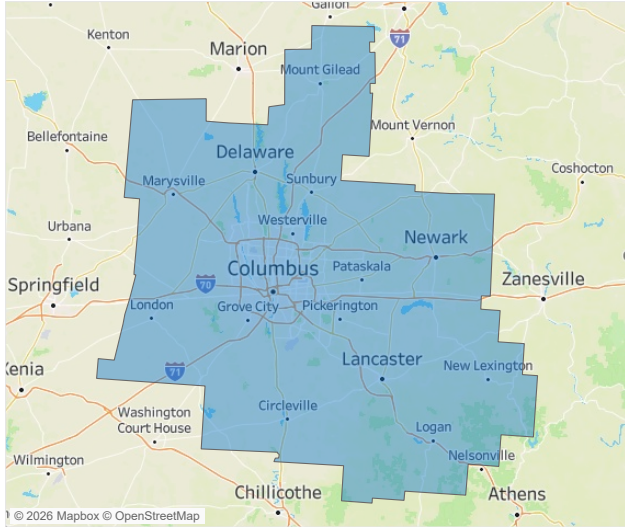 Galion
71
Kenton
Marion
Mount Gilead
Mount Vernon
Bellefontaine
Delaware
Coshocton
Marysville
Sunbury
Urbana
Westerville
Newark
Columbus
Pataskala
Springfield
70
Zanesville
London
Grove City
Pickerington
Xenia
71
Lancaster
New Lexington
Washington
Court House
Circleville
Logan
Nelsonville
Wilmington
Chillicothe
Athens
© 2026 Mapbox © OpenStreetMap